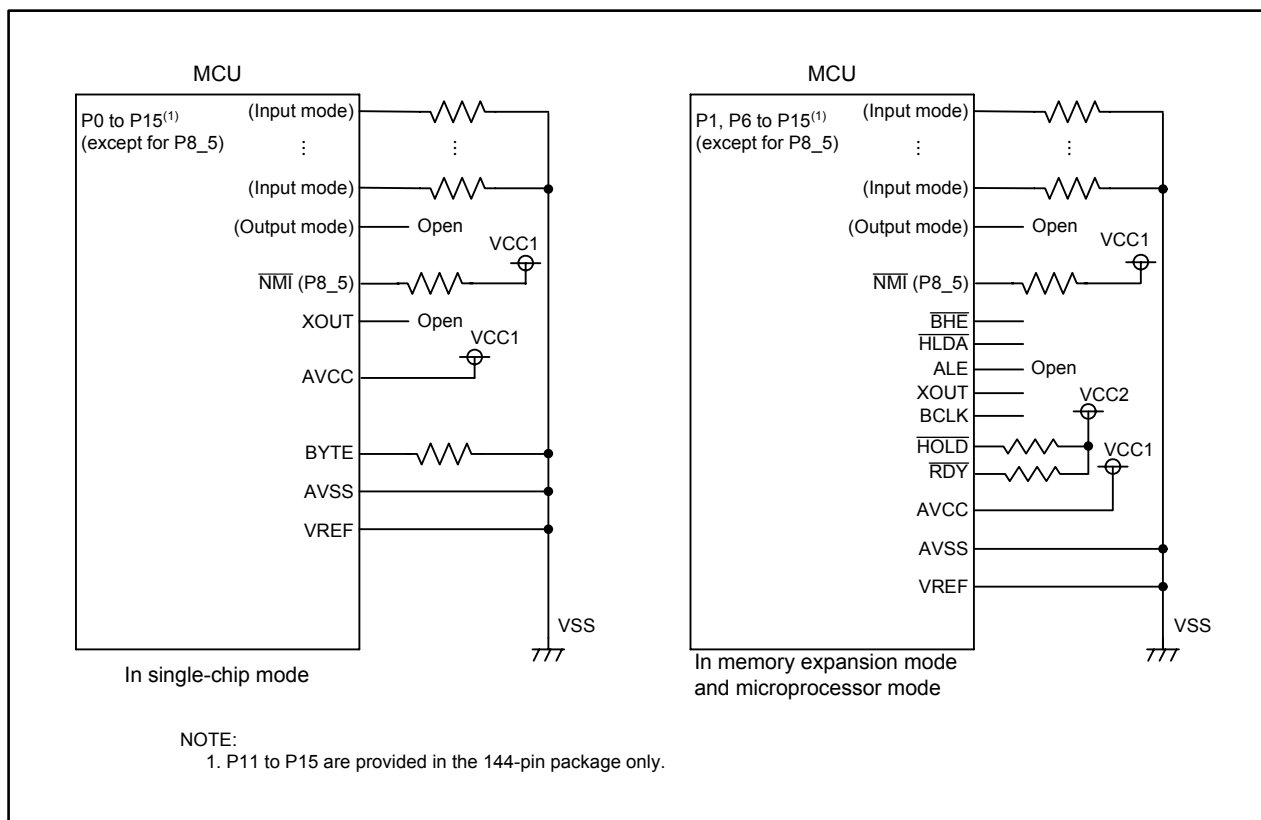 MCU
P0 to P15(1)
(except for P8_5)
(Input mode)
(Input mode)
(Output mode)
Open
VCC1
NMI (P8_5)
XOUT
Open
VCC1
AVCC
BYTE
AVSS
VREF
VSS
In single-chip mode
MCU
P1, P6 to P15(1)
(except for P8_5)
(Input mode)
(Input mode)
(Output mode)
Open
VCC1
NMI (P8_5)
BHE
HLDA
ALE
Open
XOUT
BCLK
VCC2
HOLD
VCC1
RDY
AVCC
AVSS
VREF
VSS
In memory expansion mode
and microprocessor mode
NOTE:
1. P11 to P15 are provided in the 144-pin package only.